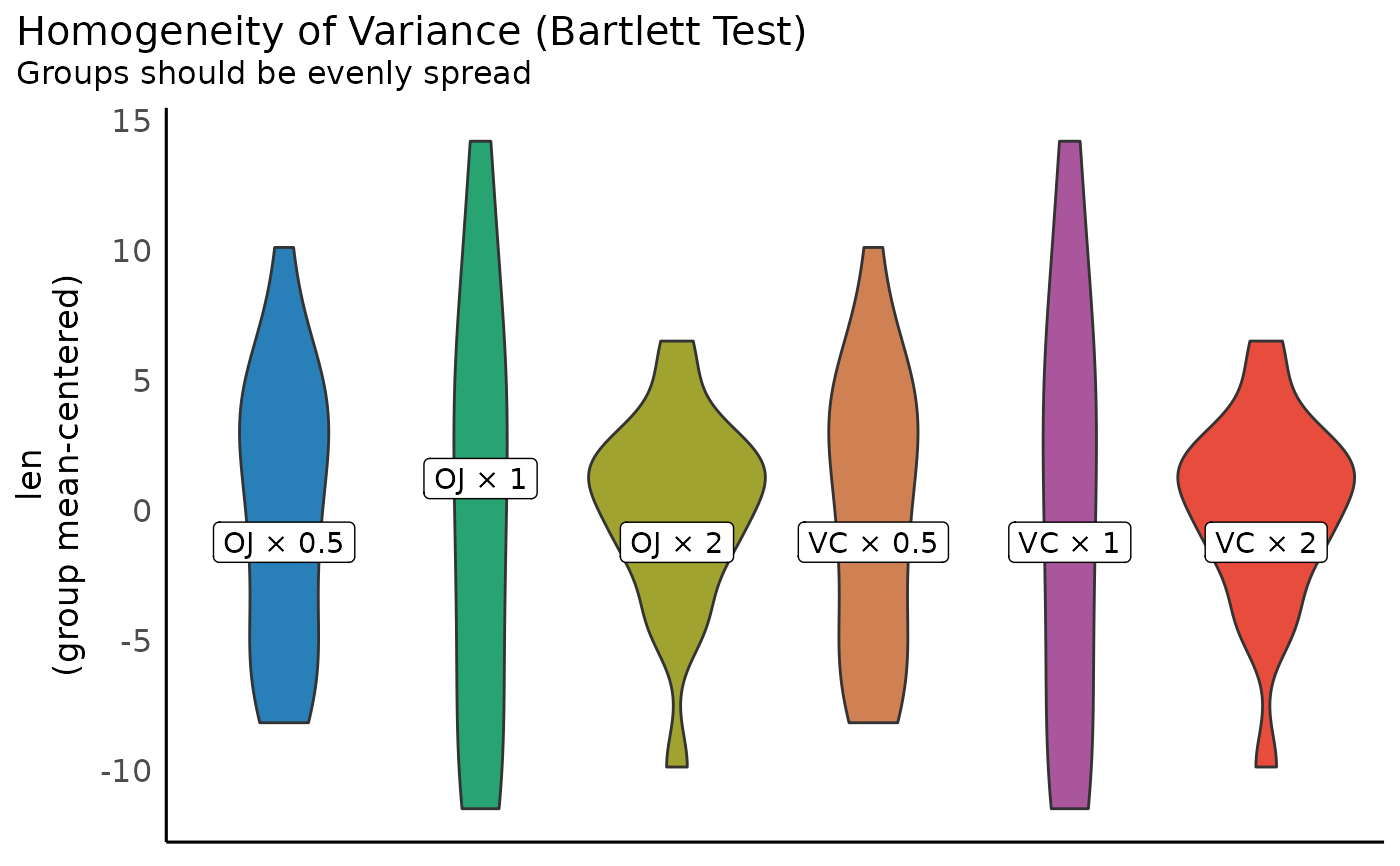 Homogeneity of Variance (Bartlett Test)
Groups should be evenly spread
15
10
5
0
-5
-10
len
(group mean-centered)
OJ × 0.5
OJ × 1
OJ × 2
VC × 0.5
VC × 1
VC × 2